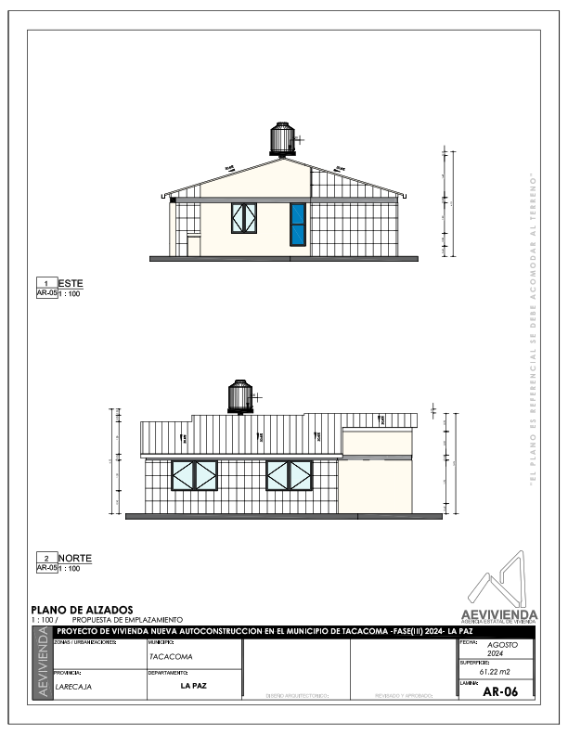 1 ESTE
AR-05 1 : 100
2 NORTE
AR-05 1 : 100
"EL PLANO ES REFERENCIAL SE DEBE ACOMODAR AL TERRENO"
PLANO DE ALZADOS
1 : 100 / PROPUESTA DE EMPLAZAMIENTO
AEVIVIENDA
AGENCIA ESTATAL DE VIVIENDA
AEVIVIENDA
PROYECTO DE VIVIENDA NUEVA AUTOCONSTRUCCION EN EL MUNICIPIO DE TACACOMA -FASE(III) 2024- LA PAZ
ZONAS / URBANIZACIONES:
MUNICIPIO:
TACACOMA
PROVINCIA:
LARECAJA
DEPARTAMENTO:
LA PAZ
DISEÑO ARQUITECTONICO:
REVISADO Y APROBADO:
FECHA:
AGOSTO
2024
SUPERFICIE:
61.22 m2
LAMINA:
AR-06